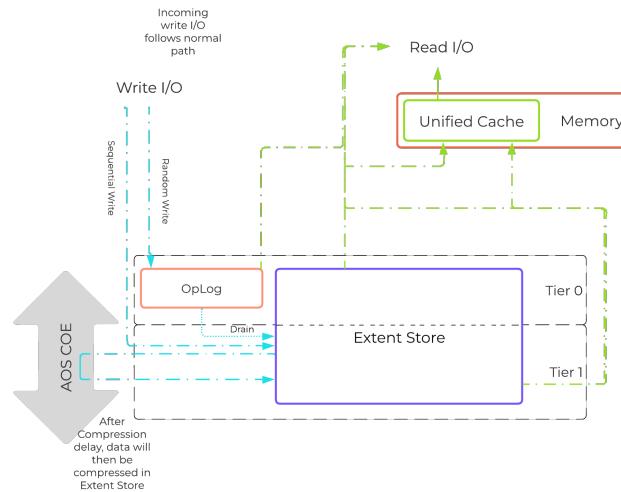 Incoming
write I/O
follows normal
path
Read I/O
Write I/O
Unified Cache
Memory
Sequential Write
Random Write
OpLog
Tier 0
Drain
Extent Store
AOS COE
Tier 1
After
Compression
delay, data will
then be
compressed in
Extent Store